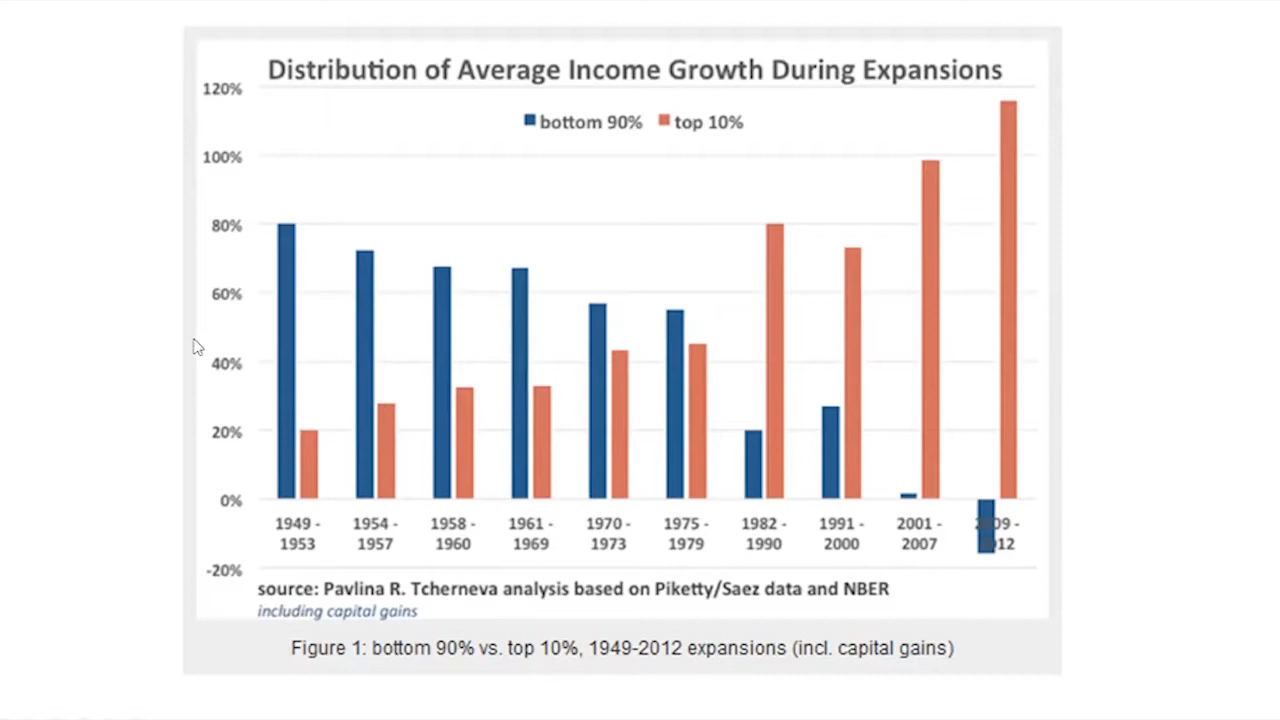 Distribution of Average Income Growth During Expansions
120%
bottom 90% top 10%
100%
80%
60%
40%
20%
0%
1949 - 1954 - 1958 - 1961 - 1970 - 1975 - 1982 - 1991 - 2001 - 2009 -
1953 1957 1960 1969 1973 1979 1990 2000 2007 2012
-20%
source: Pavlina R. Tcherneva analysis based on Piketty/Saez data and NBER
including capital gains
Figure 1: bottom 90% vs. top 10%, 1949-2012 expansions (incl. capital gains)